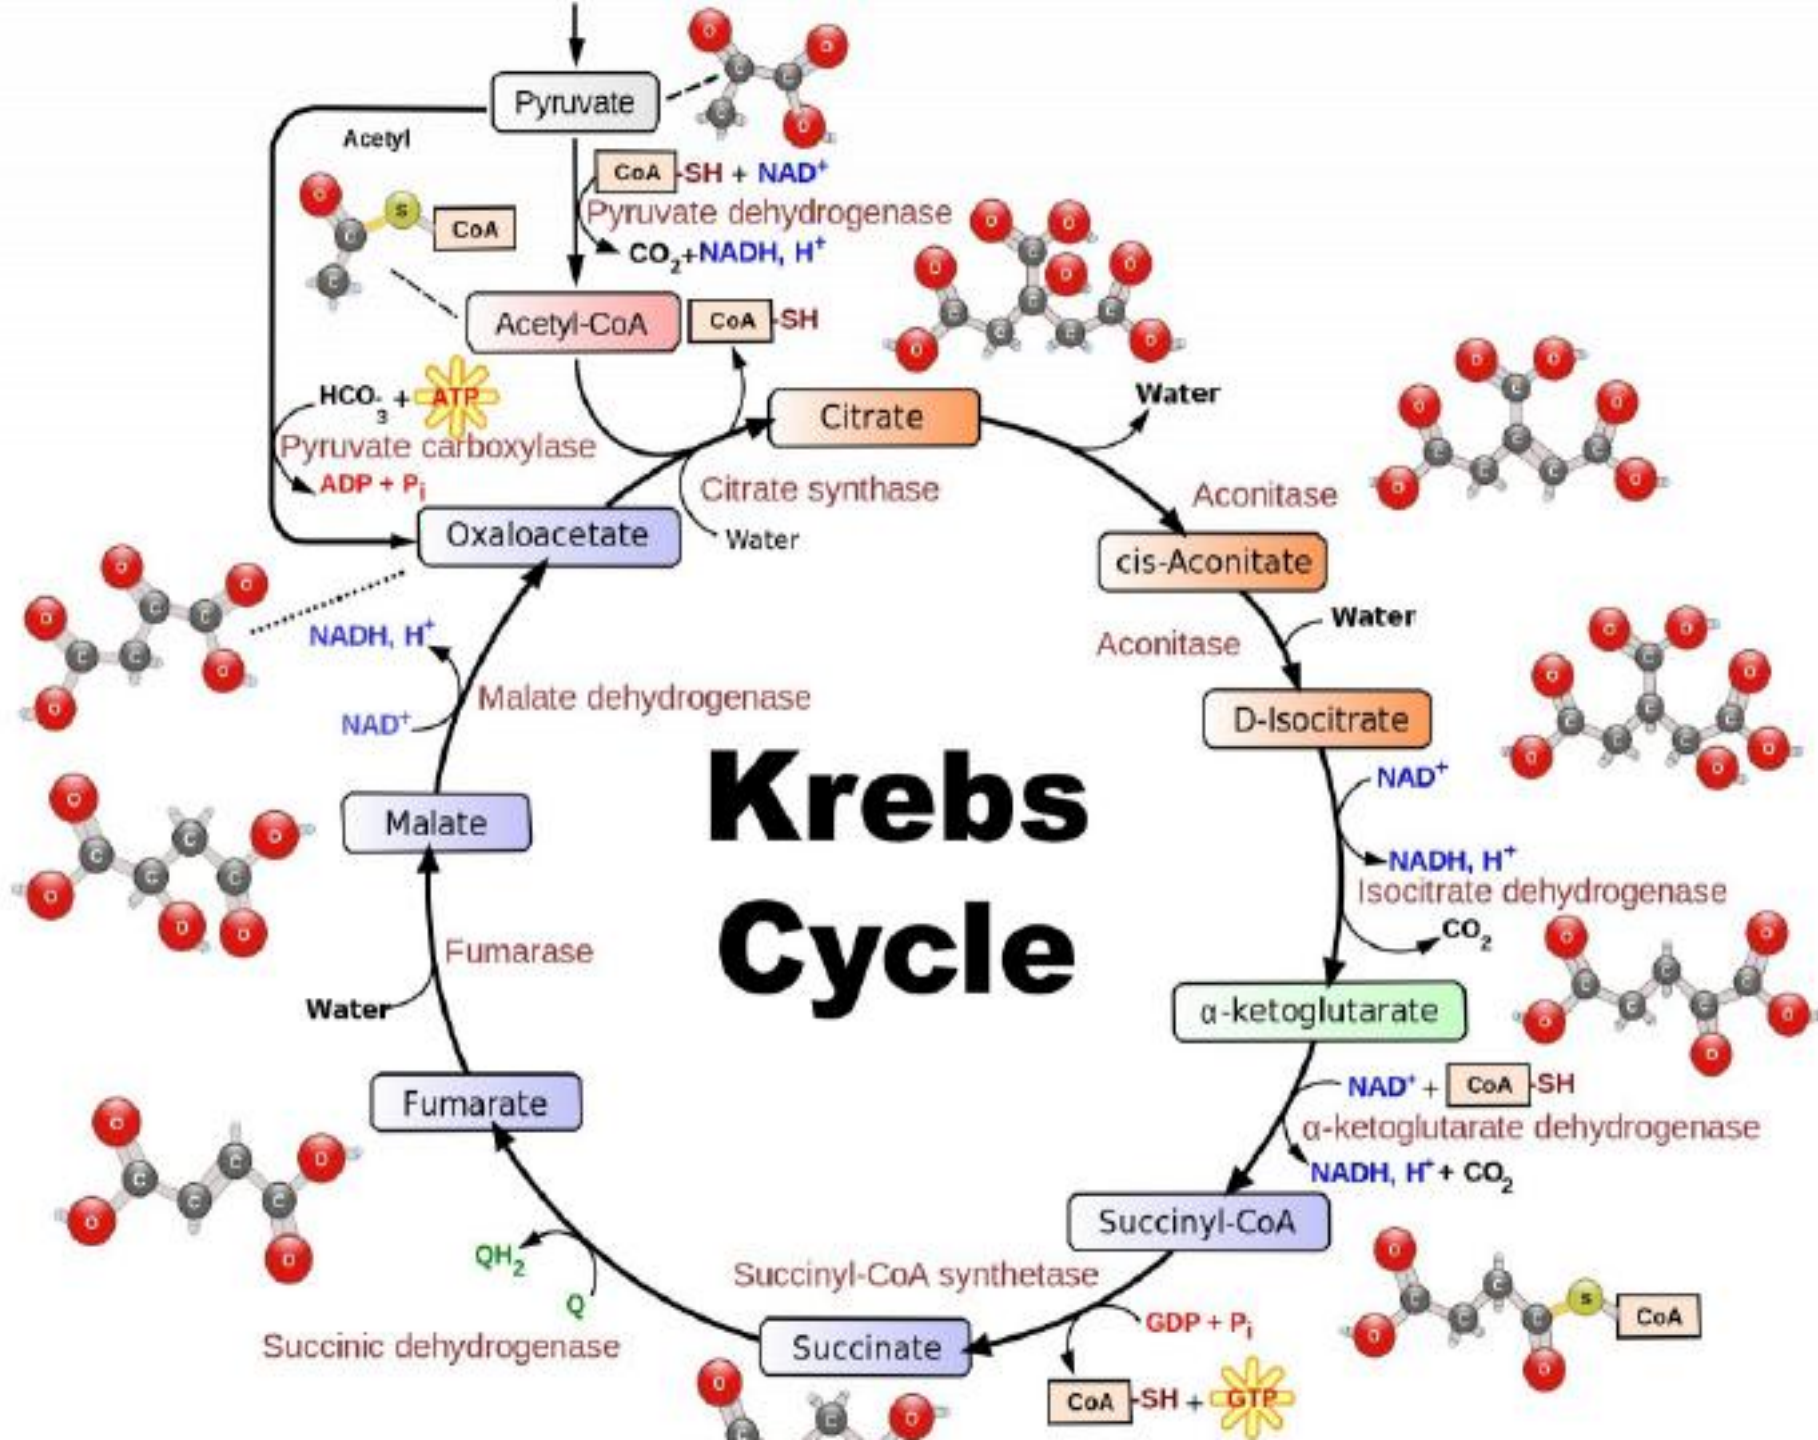 Pyruvate
Acetyl
CoA-SH + NAD+
Pyruvate dehydrogenase
CO2+NADH, H+
S
CoA
Acetyl-CoA
CoA-SH
HCO3- + ATP
Pyruvate carboxylase
ADP + Pi
Citrate
Water
Citrate synthase
Water
Aconitase
Oxaloacetate
cis-Aconitate
Water
Aconitase
NADH, H+
NAD+
Malate dehydrogenase
D-Isocitrate
NAD+
NADH, H+
Isocitrate dehydrogenase
CO2
Krebs
Cycle
Malate
Fumarase
Water
α-ketoglutarate
NAD+ + CoA-SH
α-ketoglutarate dehydrogenase
NADH, H+ + CO2
Fumarate
Succinyl-CoA
QH2
Q
Succinyl-CoA synthetase
Succinic dehydrogenase
Succinate
GDP + Pi
CoA-SH + GTP
S
CoA